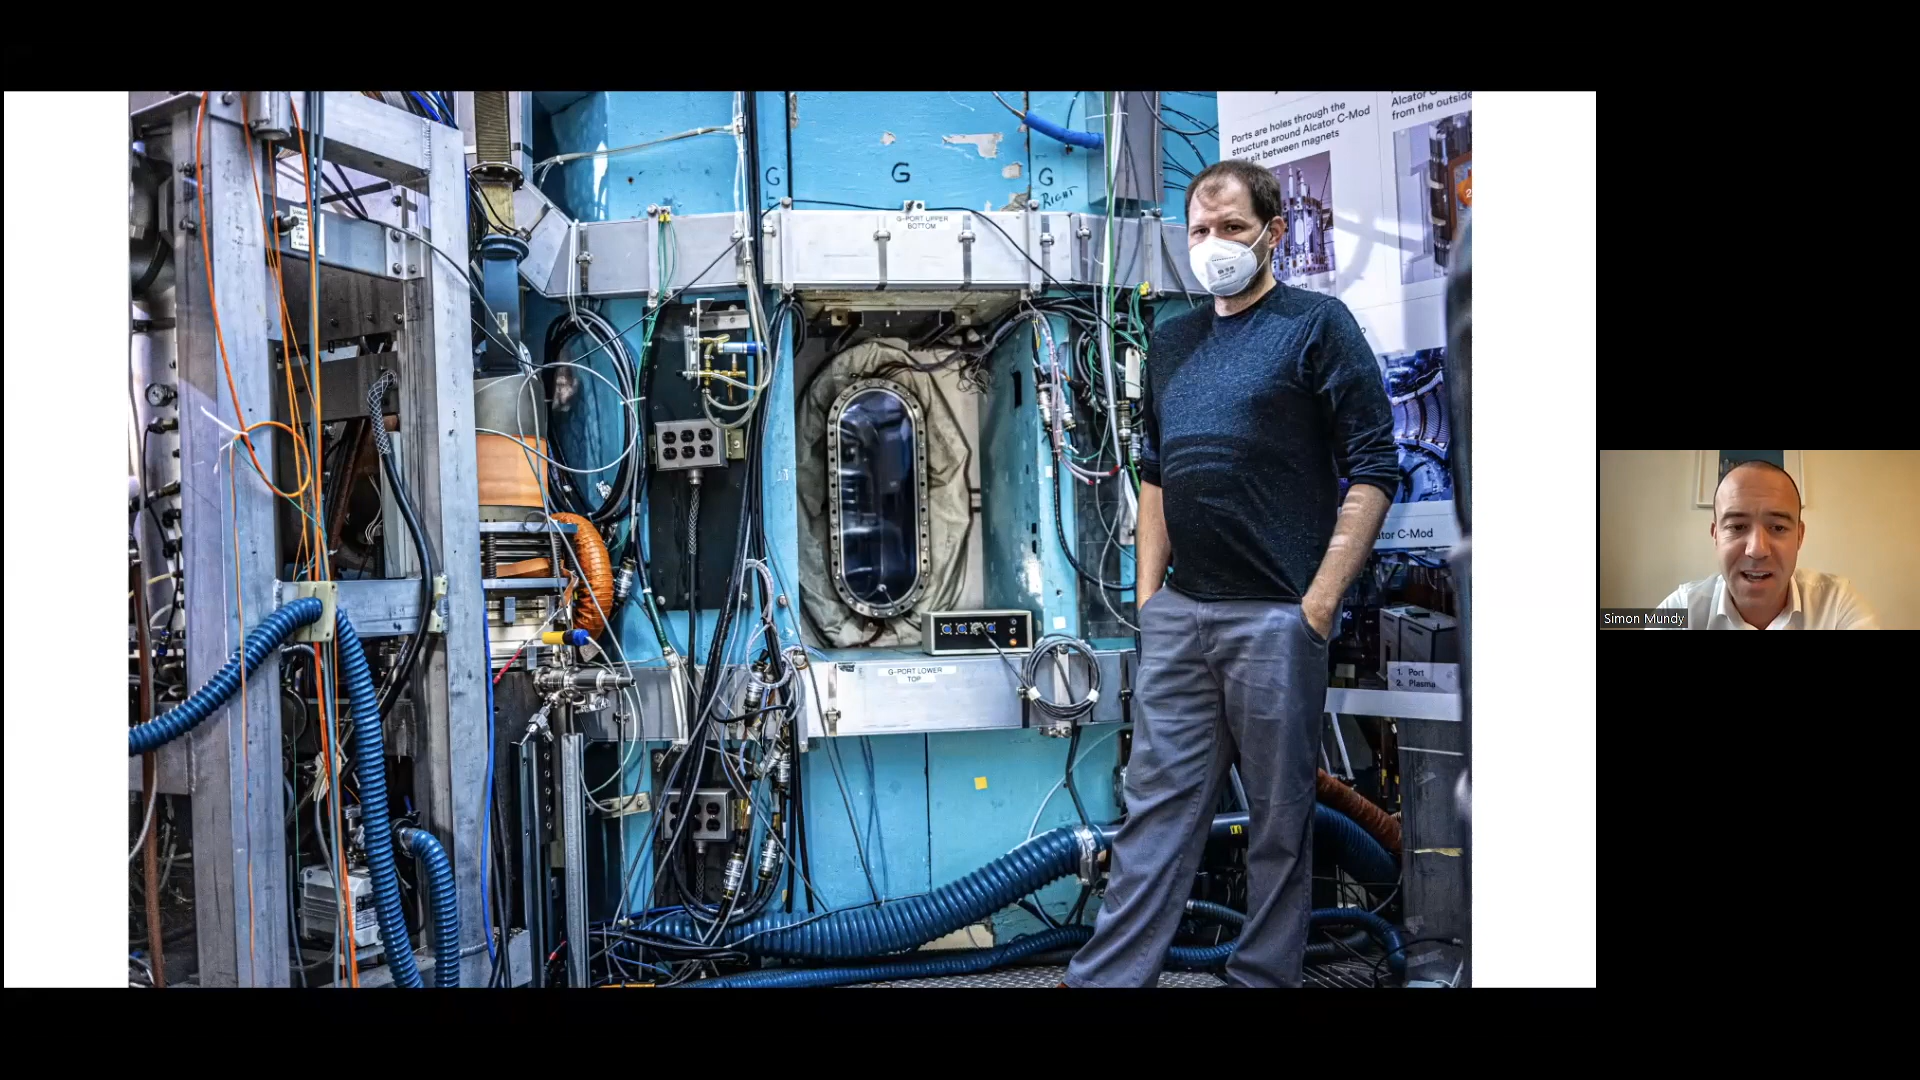 Ports are holes through the
structure around Alcator C-Mod
sit between magnets
Alcator
from the outside
G
G
G
RIGHT
G-PORT UPPER
BOTTOM
G-PORT LOWER
TOP
C-Mod
1. Port
2. Plasma
Simon Mundy